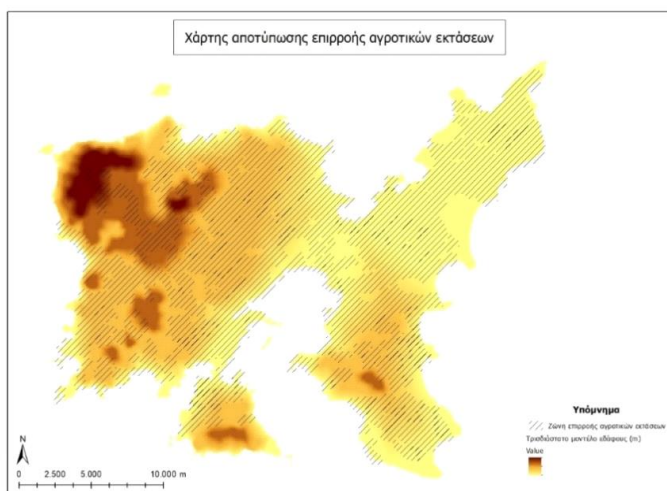 Χάρτης αποτύπωσης επιρροής αγροτικών εκτάσεων
Υπόμνημα
Ζώνη επιρροής αγροτικών εκτάσεων
Τρισδιάστατο μοντέλο εδάφους (m)
Value
N
0 2.500 5.000 10.000 m